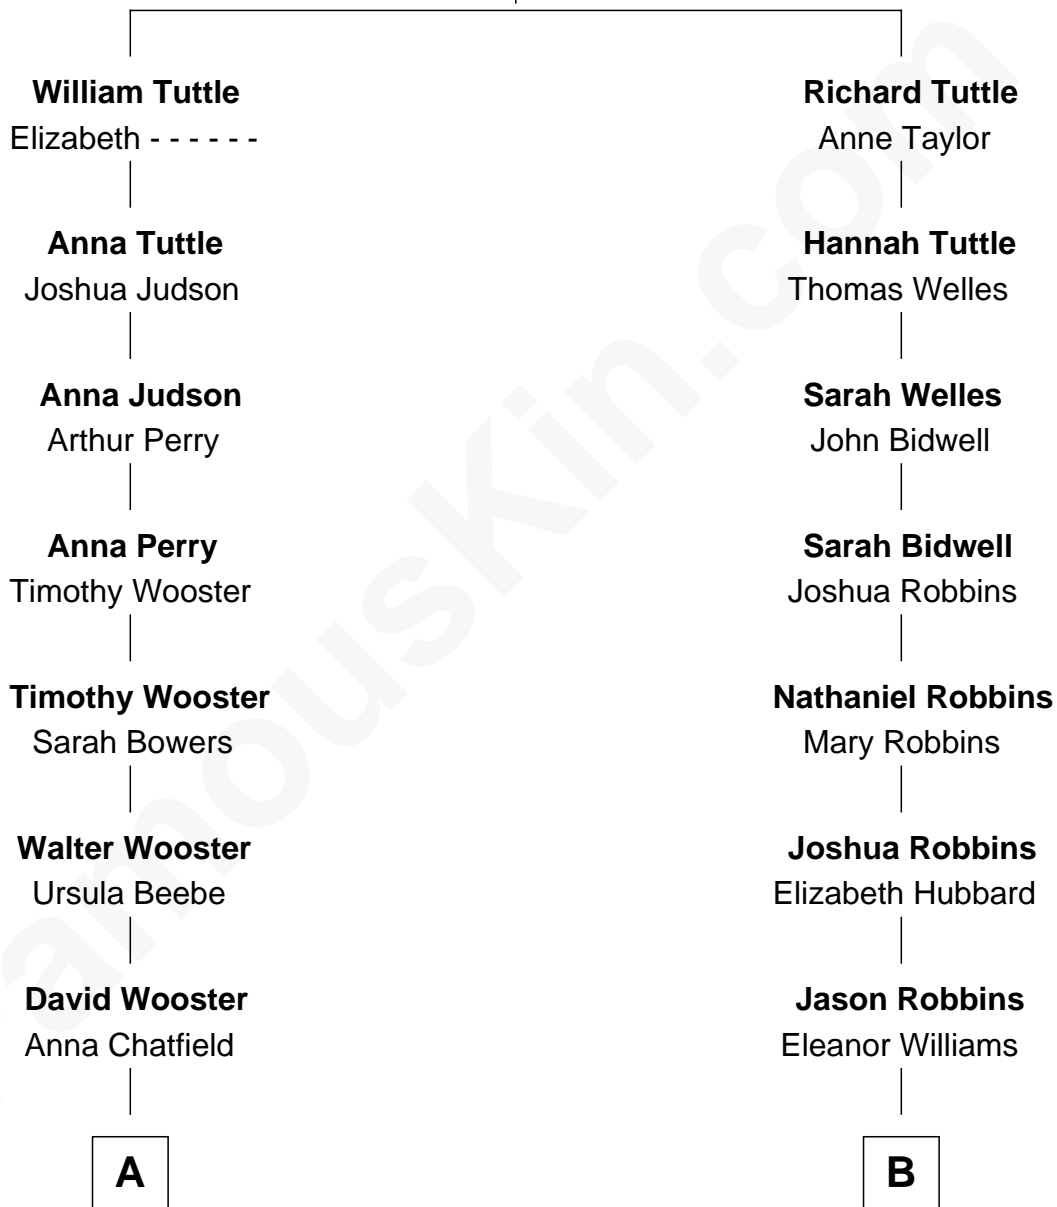 William Tuttle
Elizabeth - - - - - -
Anna Tuttle
Joshua Judson
Anna Judson
Arthur Perry
Anna Perry
Timothy Wooster
Timothy Wooster
Sarah Bowers
Walter Wooster
Ursula Beebe
David Wooster
Anna Chatfield
A
Richard Tuttle
Anne Taylor
Hannah Tuttle
Thomas Welles
Sarah Welles
John Bidwell
Sarah Bidwell
Joshua Robbins
Nathaniel Robbins
Mary Robbins
Joshua Robbins
Elizabeth Hubbard
Jason Robbins
Eleanor Williams
B
amousKin.com